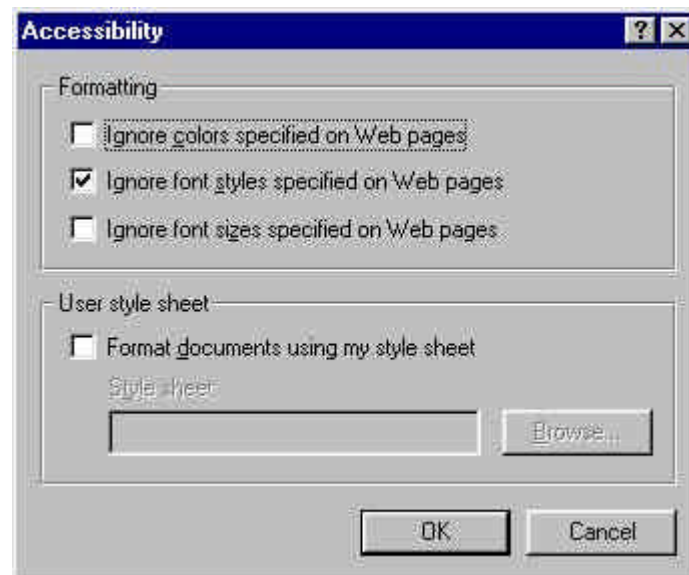 Accessibility
Formatting
Ignore colors specified on Web pages
Ignore font styles specified on Web pages
Ignore font sizes specified on Web pages
User style sheet
Format documents using my style sheet
Style sheet:
Browse...
OK Cancel